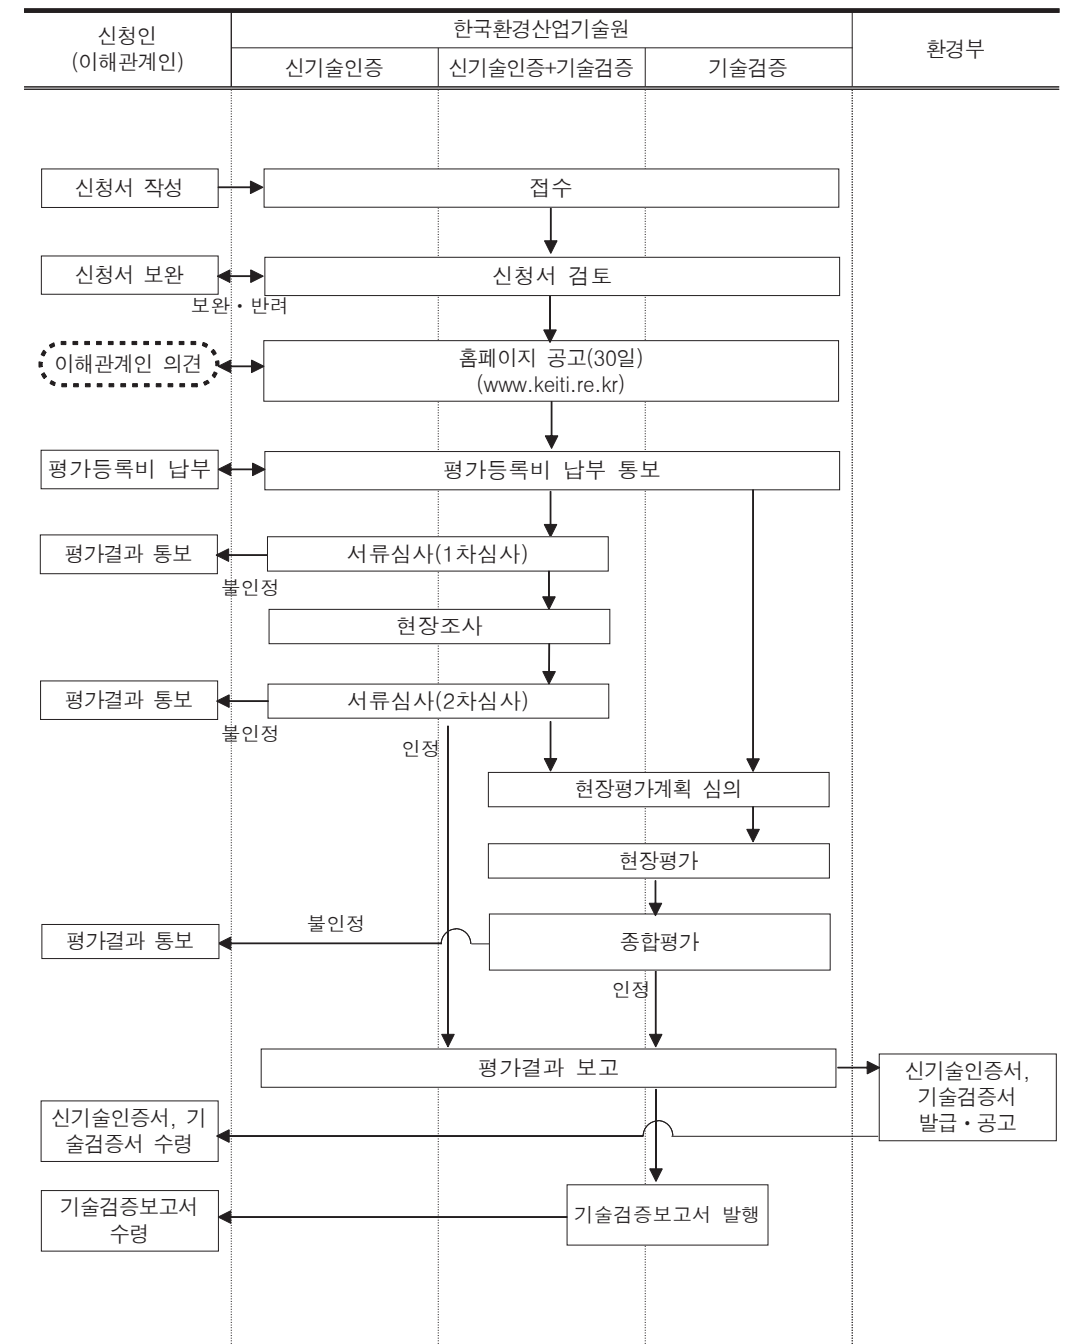 신청인
(이해관계인)
한국환경산업기술원
환경부
신기술인증
신기술인증+기술검증
기술검증
신청서 작성
접수
신청서 보완
신청서 검토
보완・반려
이해관계인 의견
홈페이지 공고(30일)
(www.keiti.re.kr)
평가등록비 납부
평가등록비 납부 통보
평가결과 통보
서류심사(1차심사)
불인정
현장조사
평가결과 통보
서류심사(2차심사)
불인정
인정
현장평가계획 심의
현장평가
불인정
평가결과 통보
종합평가
인정
평가결과 보고
신기술인증서,
기술검증서
발급・공고
신기술인증서, 기
술검증서 수령
기술검증보고서
수령
기술검증보고서 발행